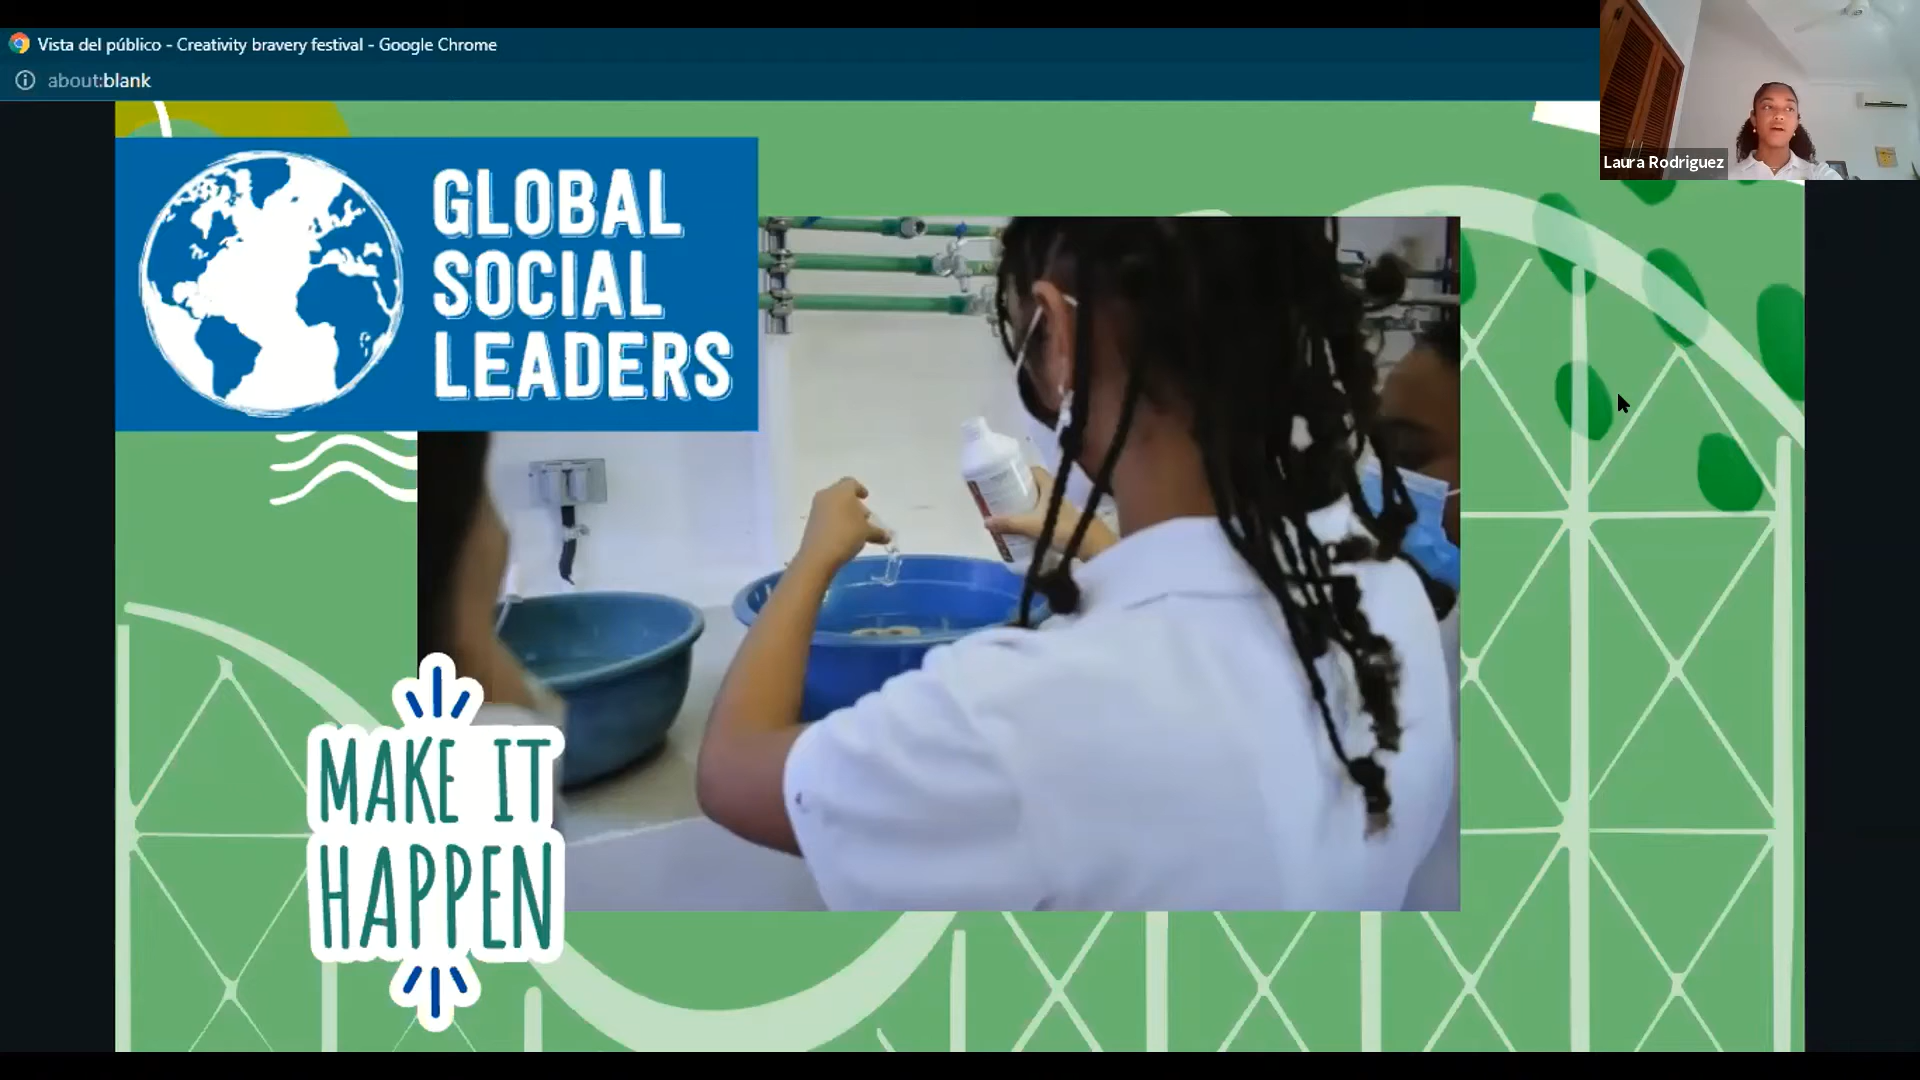 Vista del público - Creativity bravery festival - Google Chrome
about:blank
Laura Rodriguez
GLOBAL
SOCIAL
LEADERS
MAKE IT
HAPPEN